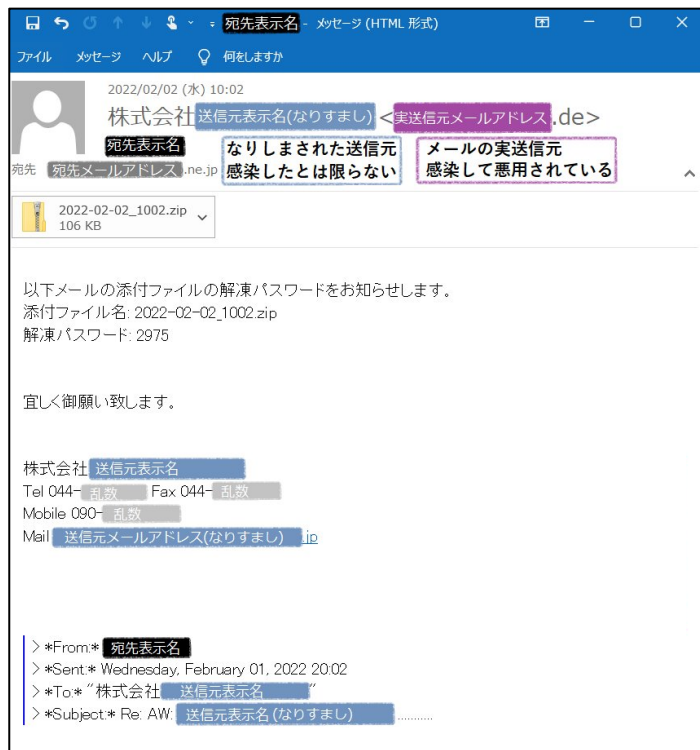 宛先表示名 - メッセージ (HTML 形式)
ファイル メッセージ ヘルプ 何をしますか
2022/02/02 (水) 10:02
株式会社 送信元表示名(なりすまし) <実送信元メールアドレス.de>
宛先表示名
宛先 宛先メールアドレス.ne.jp
なりしまされた送信元
感染したとは限らない
メールの実送信元
感染して悪用されている
2022-02-02_1002.zip
106 KB
以下メールの添付ファイルの解凍パスワードをお知らせします。
添付ファイル名: 2022-02-02_1002.zip
解凍パスワード: 2975
宜しく御願い致します。
株式会社 送信元表示名
Tel 044- 乱数 Fax 044- 乱数
Mobile 090- 乱数
Mail 送信元メールアドレス(なりすまし) .jp
> *From:* 宛先表示名
> *Sent:* Wednesday, February 01, 2022 20:02
> *To:* "株式会社 送信元表示名"
> *Subject:* Re: AW: 送信元表示名(なりすまし) ...........